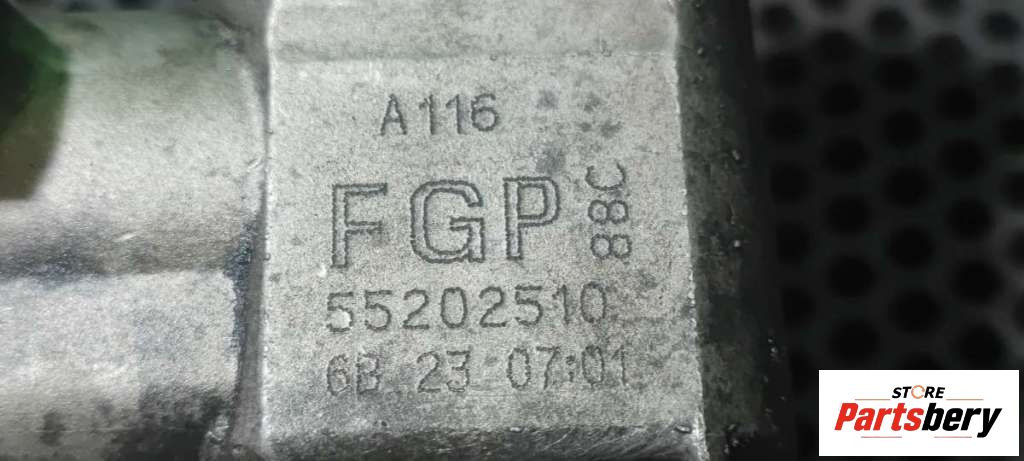 A116
FGP
88C
55202510
6B 23 07:01
STORE
Partsbery